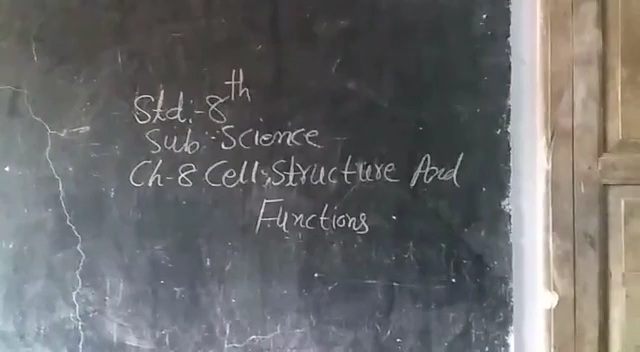 Std:-8th
Sub:-Science
Ch-8 Cell:Structure And
Functions